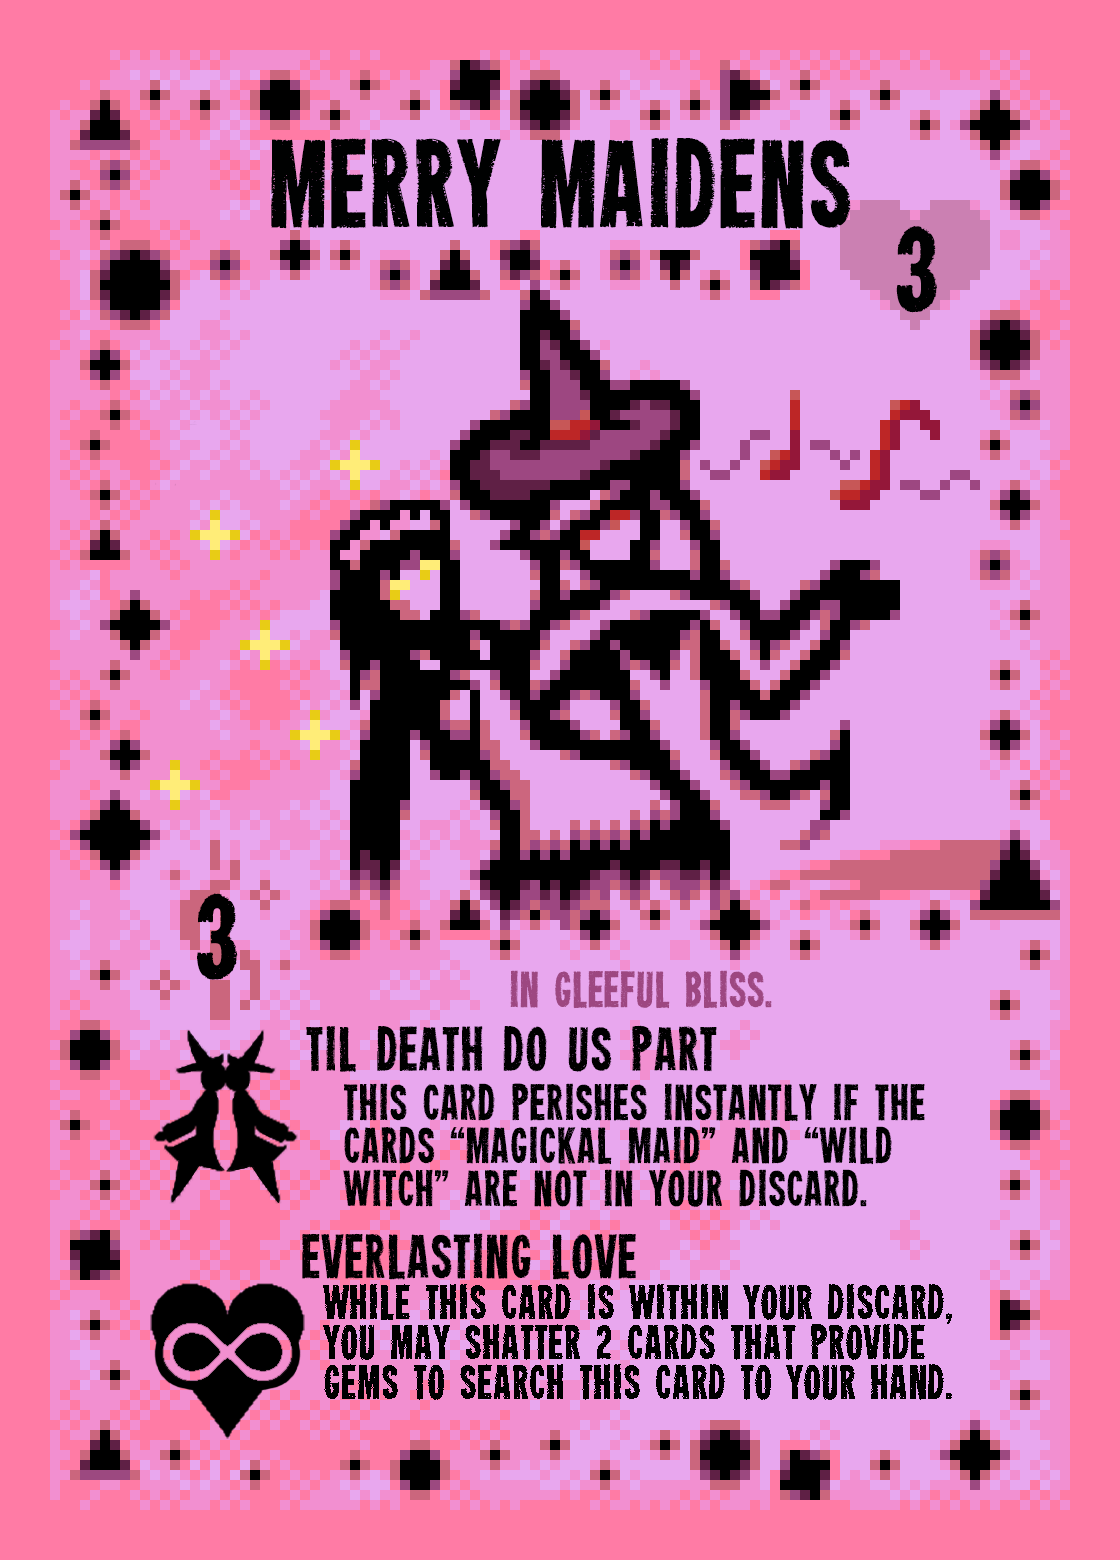 MERRY MAIDENS
3
3
IN GLEEFUL BLISS.
TIL DEATH DO US PART
THIS CARD PERISHES INSTANTLY IF THE
CARDS “MAGICKAL MAID” AND “WILD
WITCH” ARE NOT IN YOUR DISCARD.
EVERLASTING LOVE
WHILE THIS CARD IS WITHIN YOUR DISCARD,
YOU MAY SHATTER 2 CARDS THAT PROVIDE
GEMS TO SEARCH THIS CARD TO YOUR HAND.